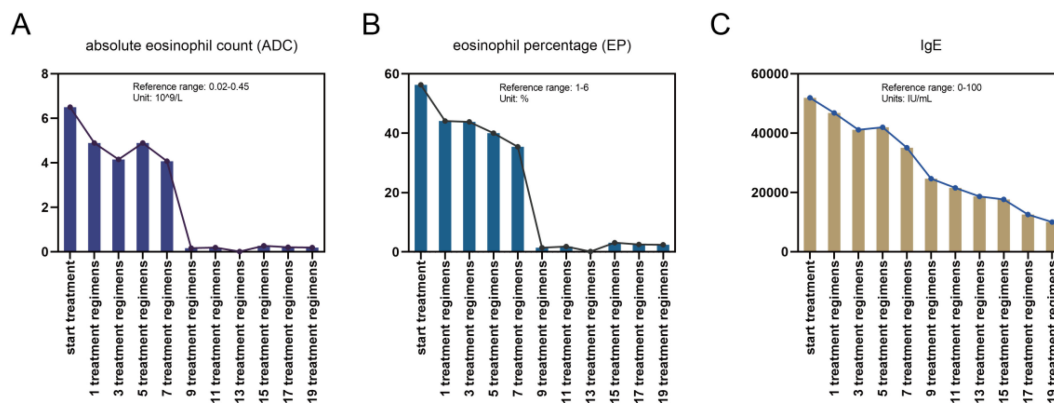 A
absolute eosinophil count (ADC)
Reference range: 0.02-0.45
Unit: 10^9/L
8
6
4
2
0
start treatment
1 treatment regimens
3 treatment regimens
5 treatment regimens
7 treatment regimens
9 treatment regimens
11 treatment regimens
13 treatment regimens
15 treatment regimens
17 treatment regimens
19 treatment regimens
B
eosinophil percentage (EP)
Reference range: 1-6
Unit: %
60
40
20
0
start treatment
1 treatment regimens
3 treatment regimens
5 treatment regimens
7 treatment regimens
9 treatment regimens
11 treatment regimens
13 treatment regimens
15 treatment regimens
17 treatment regimens
19 treatment regimens
C
IgE
Reference range: 0-100
Units: IU/mL
60000
40000
20000
0
start treatment
1 treatment regimens
3 treatment regimens
5 treatment regimens
7 treatment regimens
9 treatment regimens
11 treatment regimens
13 treatment regimens
15 treatment regimens
17 treatment regimens
19 treatment regimens